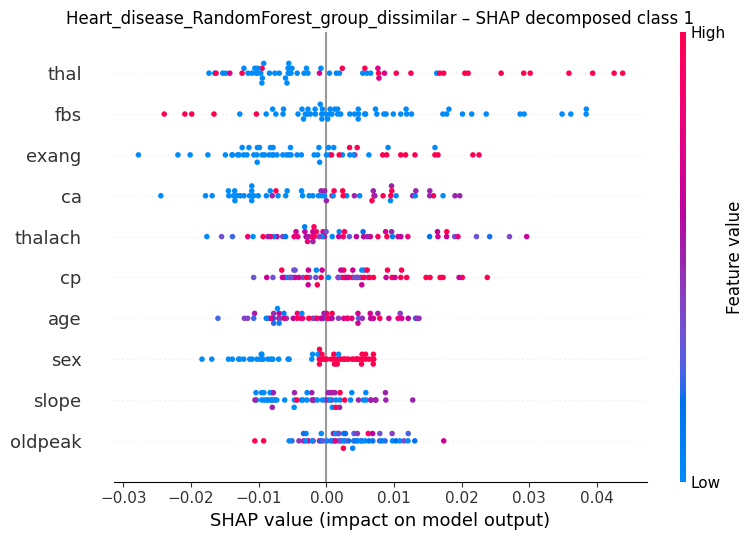 Heart_disease_RandomForest_group_dissimilar – SHAP decomposed class 1
High
thal
fbs
exang
ca
thalach
cp
age
sex
slope
oldpeak
Feature value
Low
−0.03 −0.02 −0.01 0.00 0.01 0.02 0.03 0.04
SHAP value (impact on model output)